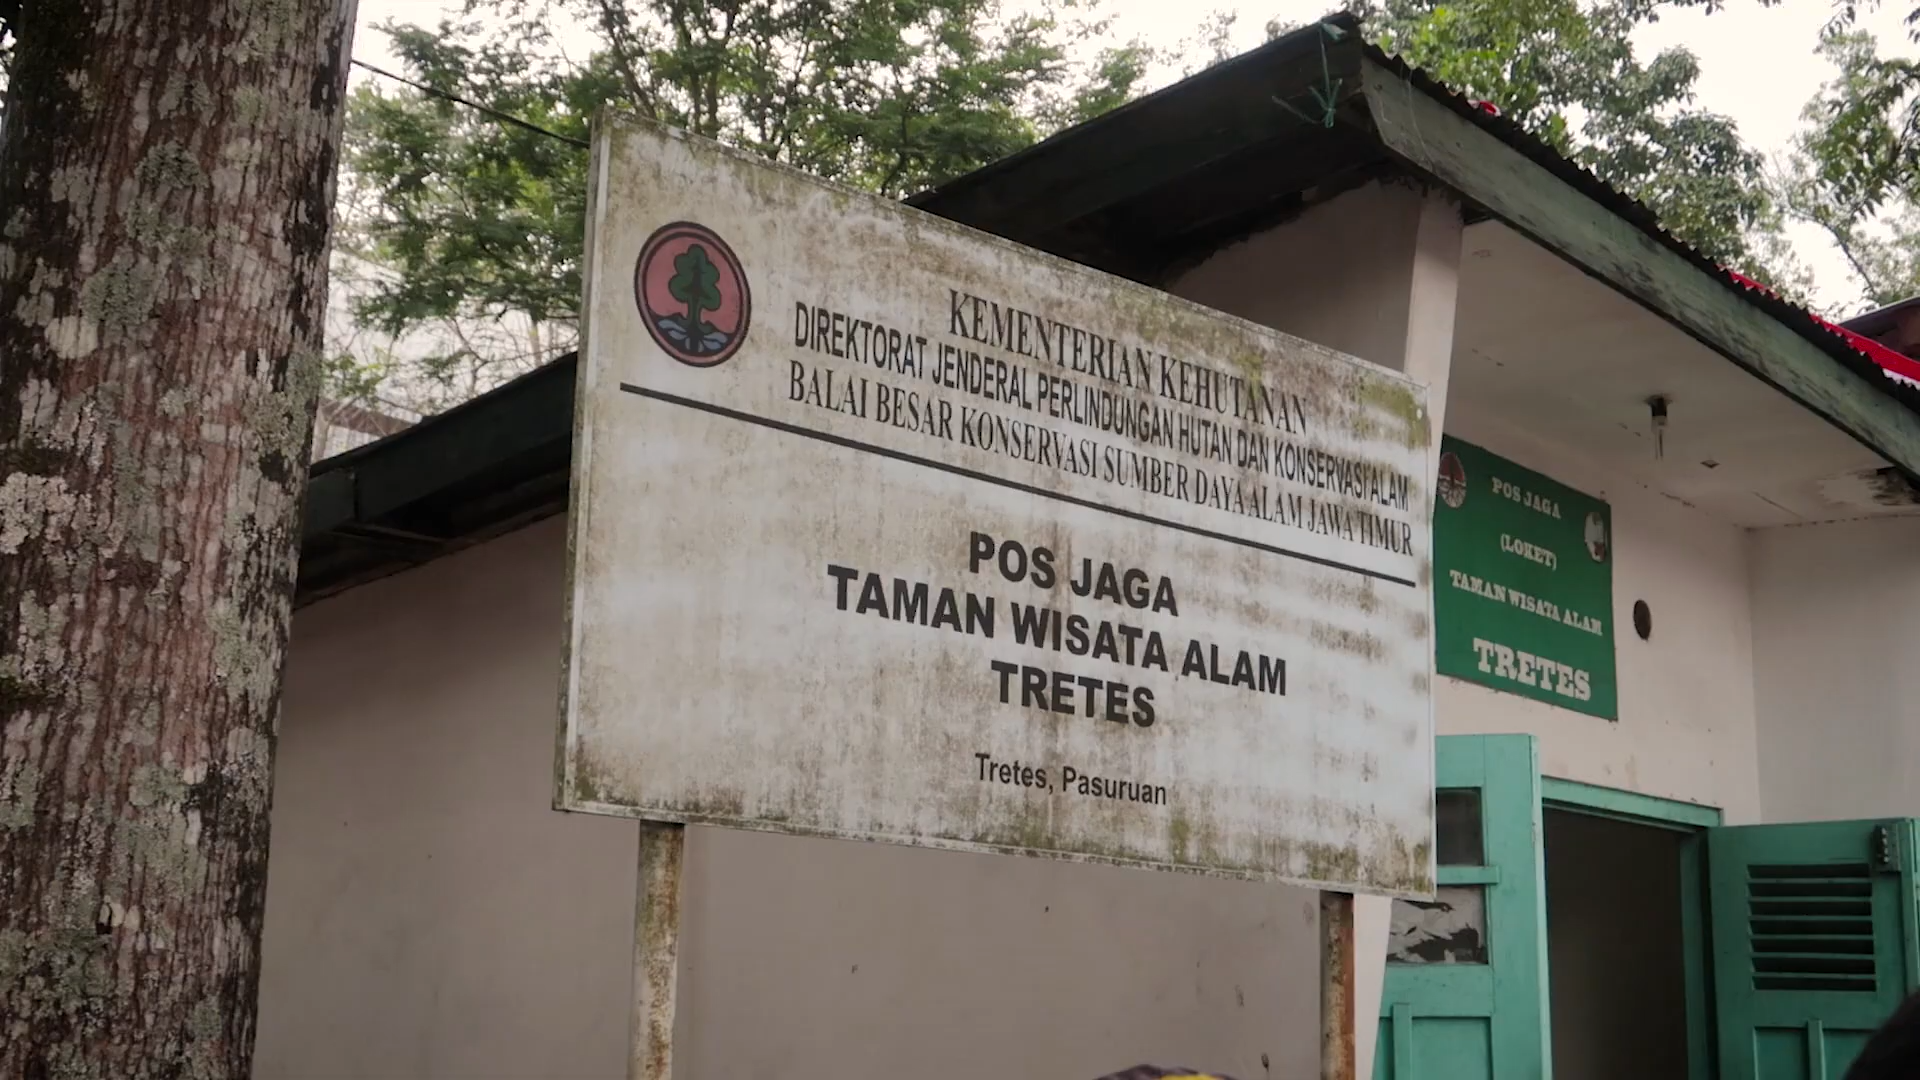 KEMENTERIAN KEHUTANAN
DIREKTORAT JENDERAL PERLINDUNGAN HUTAN DAN KONSERVASI ALAM
BALAI BESAR KONSERVASI SUMBER DAYA ALAM JAWA TIMUR
POS JAGA
TAMAN WISATA ALAM
TRETES
Tretes, Pasuruan
POS JAGA
(LOKET)
TAMAN WISATA ALAM
TRETES